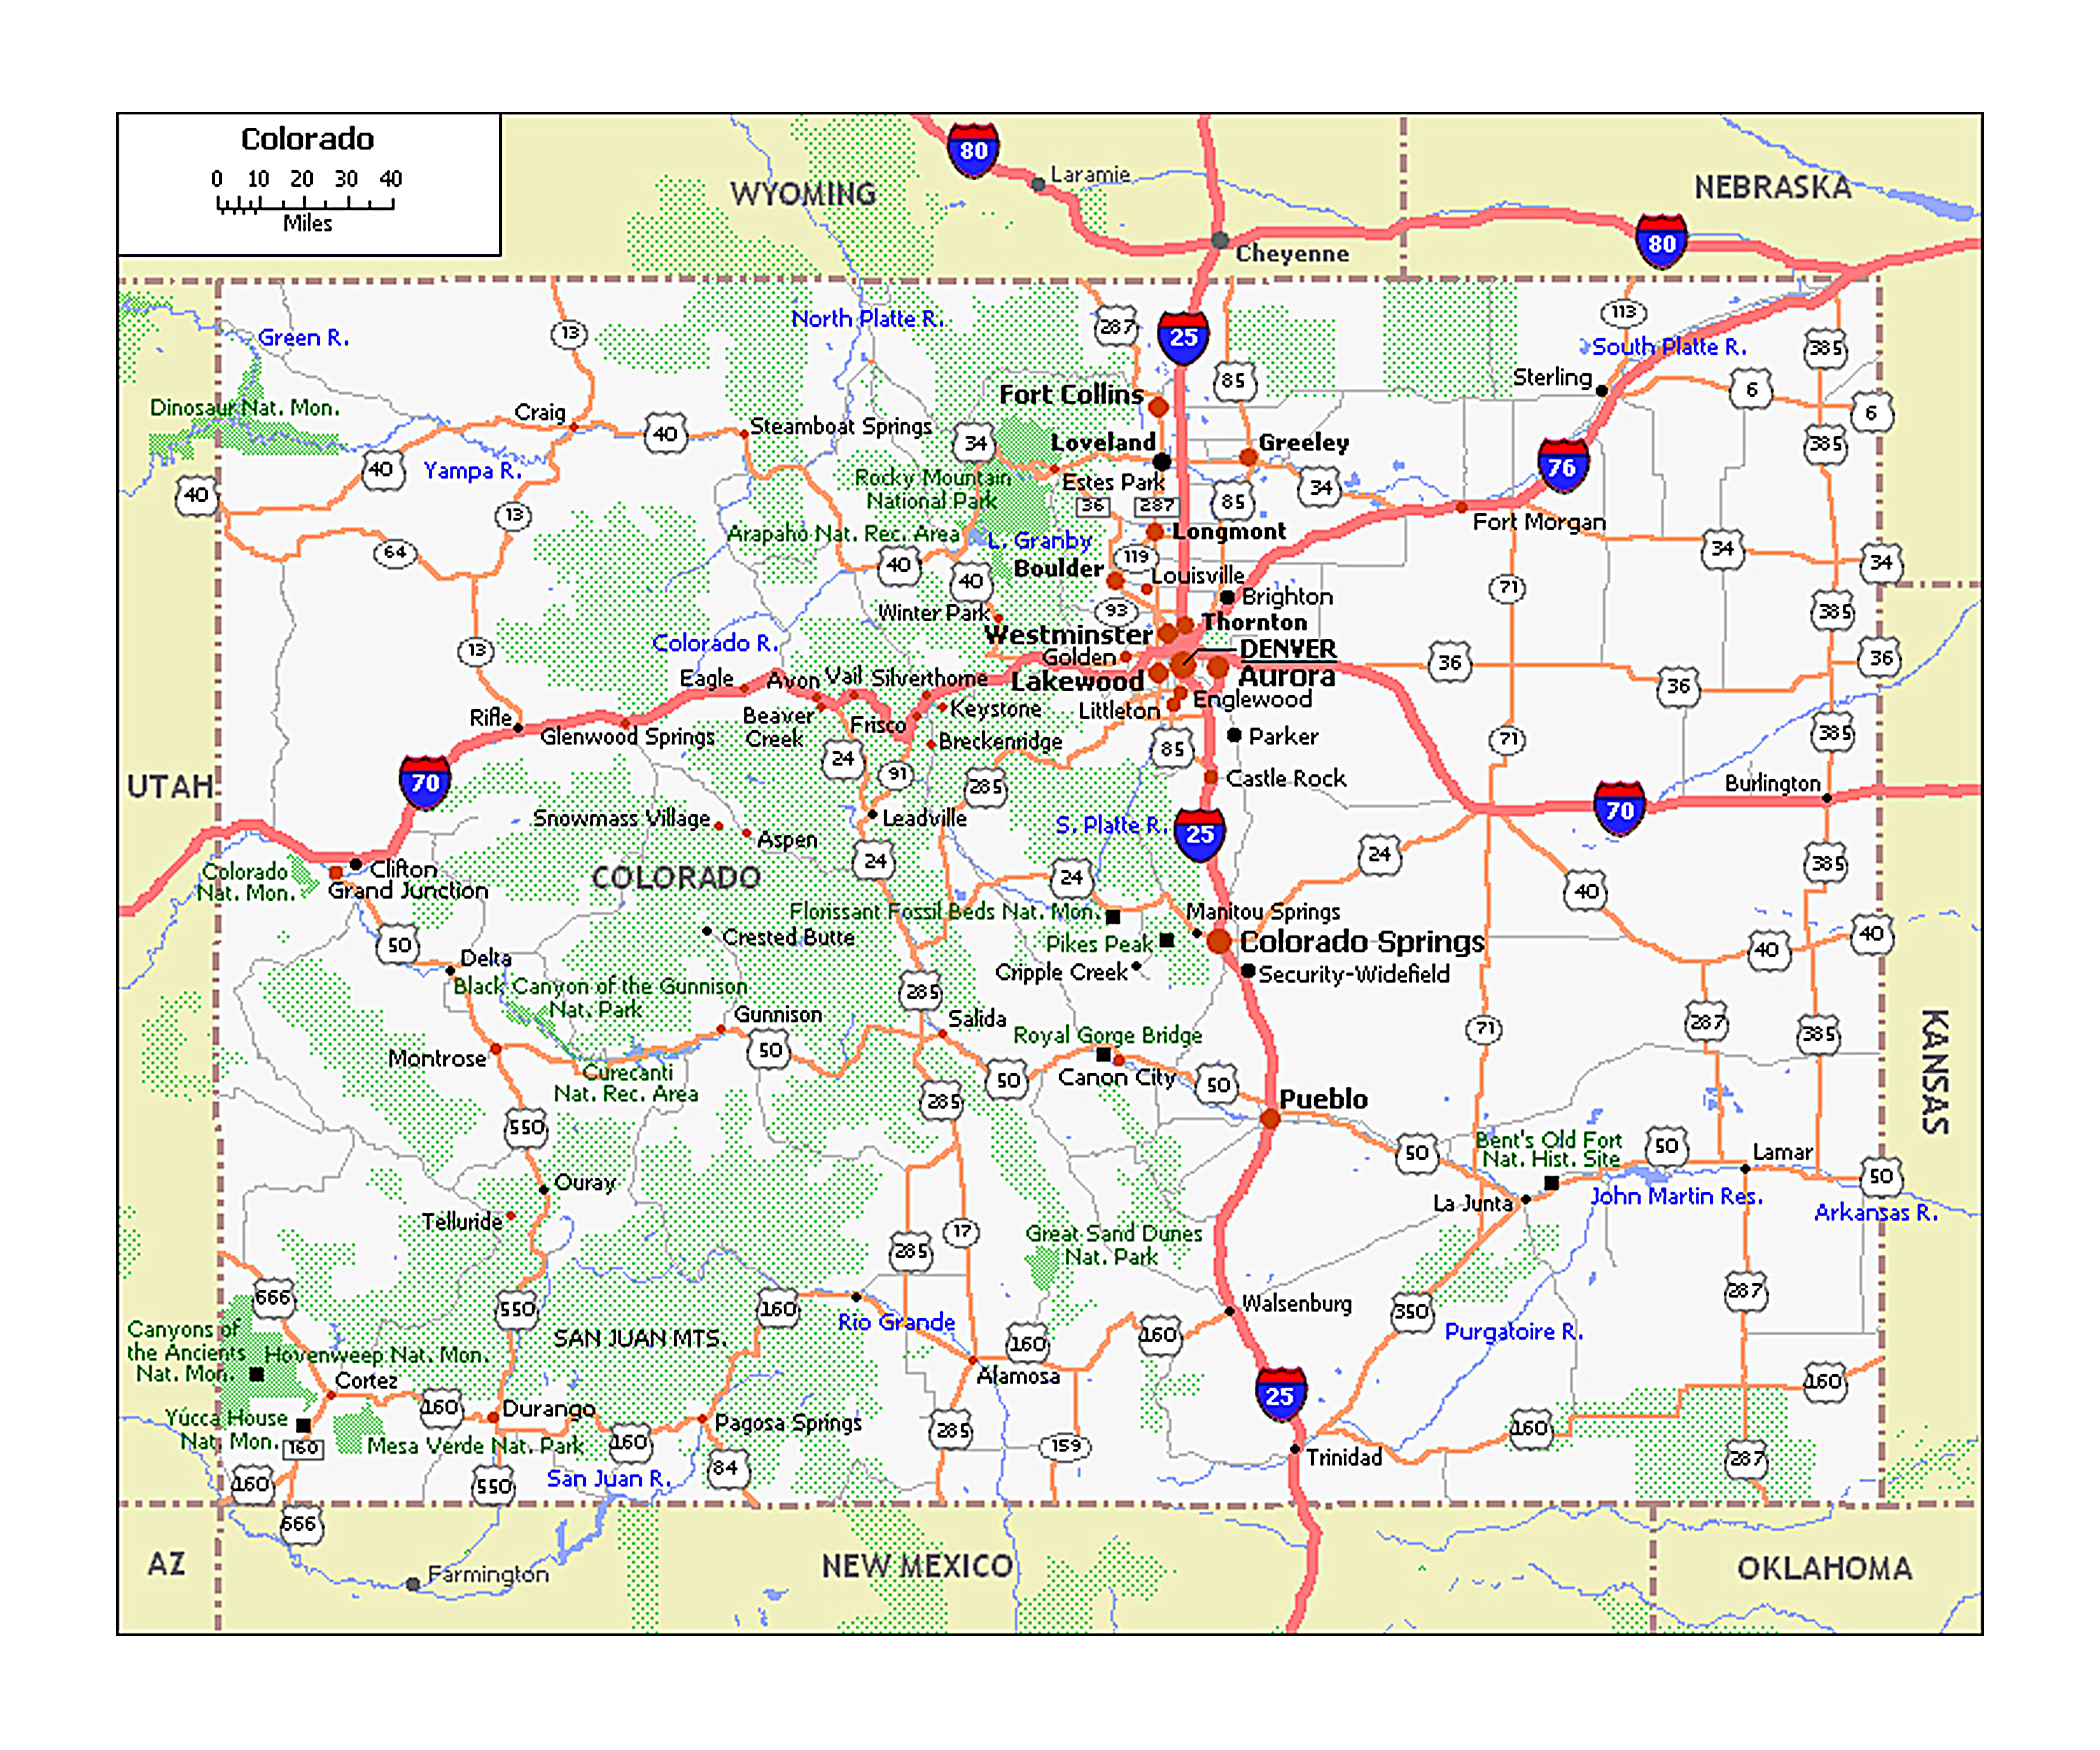 Colorado
0 10 20 30 40
Miles
80
Laramie
WYOMING
NEBRASKA
80
Cheyenne
13
North Platte R.
287
25
113
Green R.
South Platte R.
385
85
Sterling
6
6
Fort Collins
Dinosaur Nat. Mon.
Craig
40
Steamboat Springs
34
Loveland
Greeley
385
40
Yampa R.
76
Rocky Mountain
National Park
Estes Park
34
40
36
287
85
13
Fort Morgan
Arapaho Nat. Rec. Area
L. Granby
Longmont
64
119
34
34
40
40
Boulder
Louisville
71
93
Brighton
385
Winter Park
Thornton
Westminster
13
Colorado R.
Golden
DENVER
36
36
Eagle
Avon
Vail
Silverthorne
Lakewood
Aurora
36
Englewood
Littleton
Rifle
Beaver
Creek
Frisco
Keystone
Glenwood Springs
Breckenridge
Parker
71
385
85
24
91
70
285
Castle Rock
UTAH
Burlington
70
Snowmass Village
Leadville
S. Platte R.
25
Aspen
24
24
385
Colorado
Nat. Mon.
Clifton
Grand Junction
COLORADO
24
40
Florissant Fossil Beds Nat. Mon.
Manitou Springs
50
Crested Butte
Pikes Peak
Colorado Springs
40
40
Delta
Cripple Creek
Security-Widefield
Black Canyon of the Gunnison
Nat. Park
285
Gunnison
Salida
71
287
385
KANSAS
Royal Gorge Bridge
Montrose
50
Curecanti
Nat. Rec. Area
50
Canon City
50
285
Pueblo
550
Bent's Old Fort
Nat. Hist. Site
50
50
Lamar
50
Ouray
La Junta
John Martin Res.
Arkansas R.
Telluride
17
285
Great Sand Dunes
Nat. Park
666
550
160
Walsenburg
350
287
Rio Grande
Canyons of
the Ancients
Nat. Mon.
SAN JUAN MTS.
160
160
Purgatoire R.
Hovenweep Nat. Mon.
Cortez
Alamosa
25
160
160
Durango
Yucca House
Nat. Mon.
160
Pagosa Springs
285
160
Mesa Verde Nat. Park
160
159
Trinidad
287
160
550
San Juan R.
84
666
AZ
Farmington
NEW MEXICO
OKLAHOMA